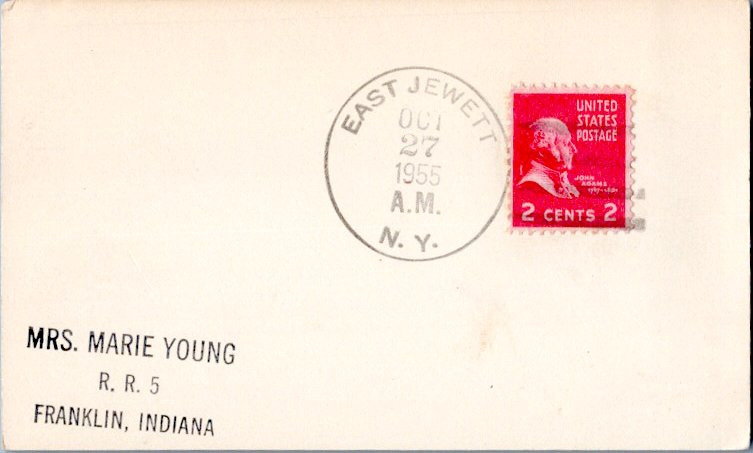 EAST JEWETT
OCT
27
1955
A.M.
N. Y.
UNITED
STATES
POSTAGE
JOHN
ADAMS
2 CENTS 2
MRS. MARIE YOUNG
R. R. 5
FRANKLIN, INDIANA